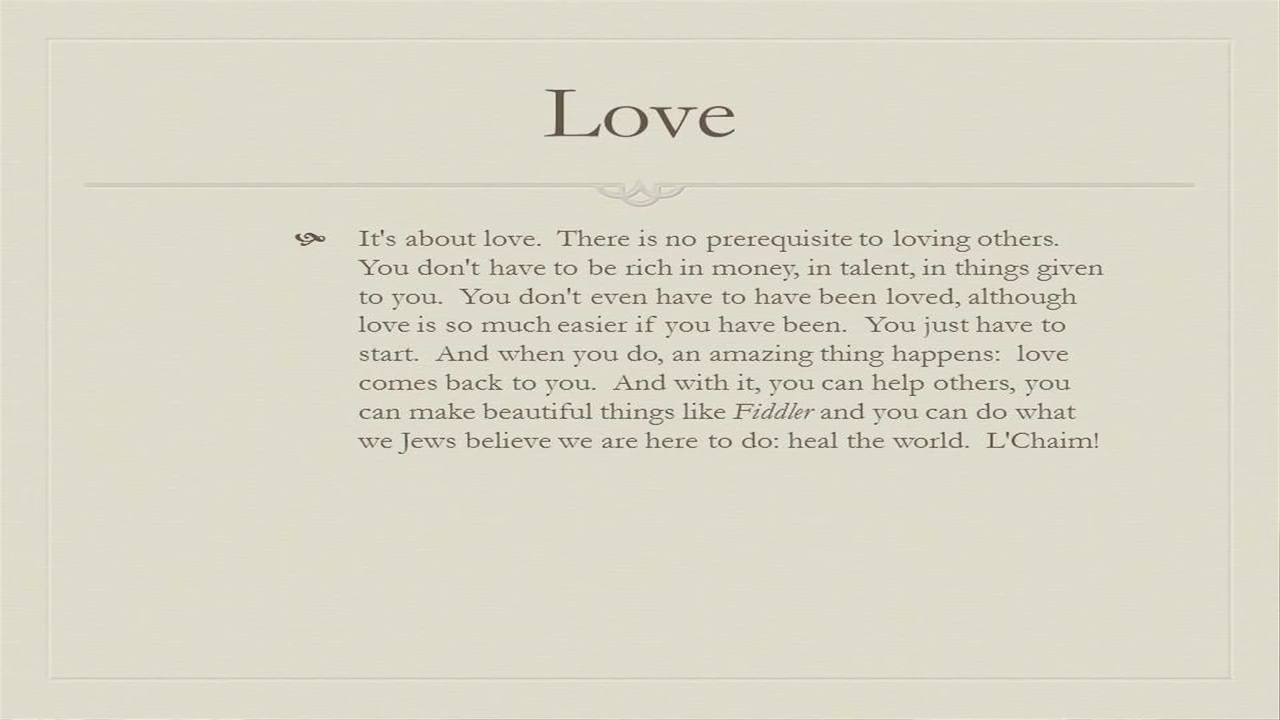 Love
It's about love.  There is no prerequisite to loving others.
You don't have to be rich in money, in talent, in things given
to you.  You don't even have to have been loved, although
love is so much easier if you have been.  You just have to
start.  And when you do, an amazing thing happens:  love
comes back to you.  And with it, you can help others, you
can make beautiful things like Fiddler and you can do what
we Jews believe we are here to do: heal the world.  L'Chaim!